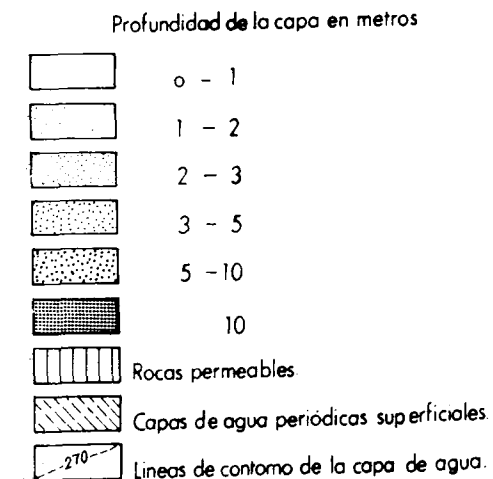 Profundidad de la capa en metros
0 - 1
1 - 2
2 - 3
3 - 5
5 - 10
10
Rocas permeables.
Capas de agua periódicas superficiales.
270 Lineas de contorno de la capa de agua.